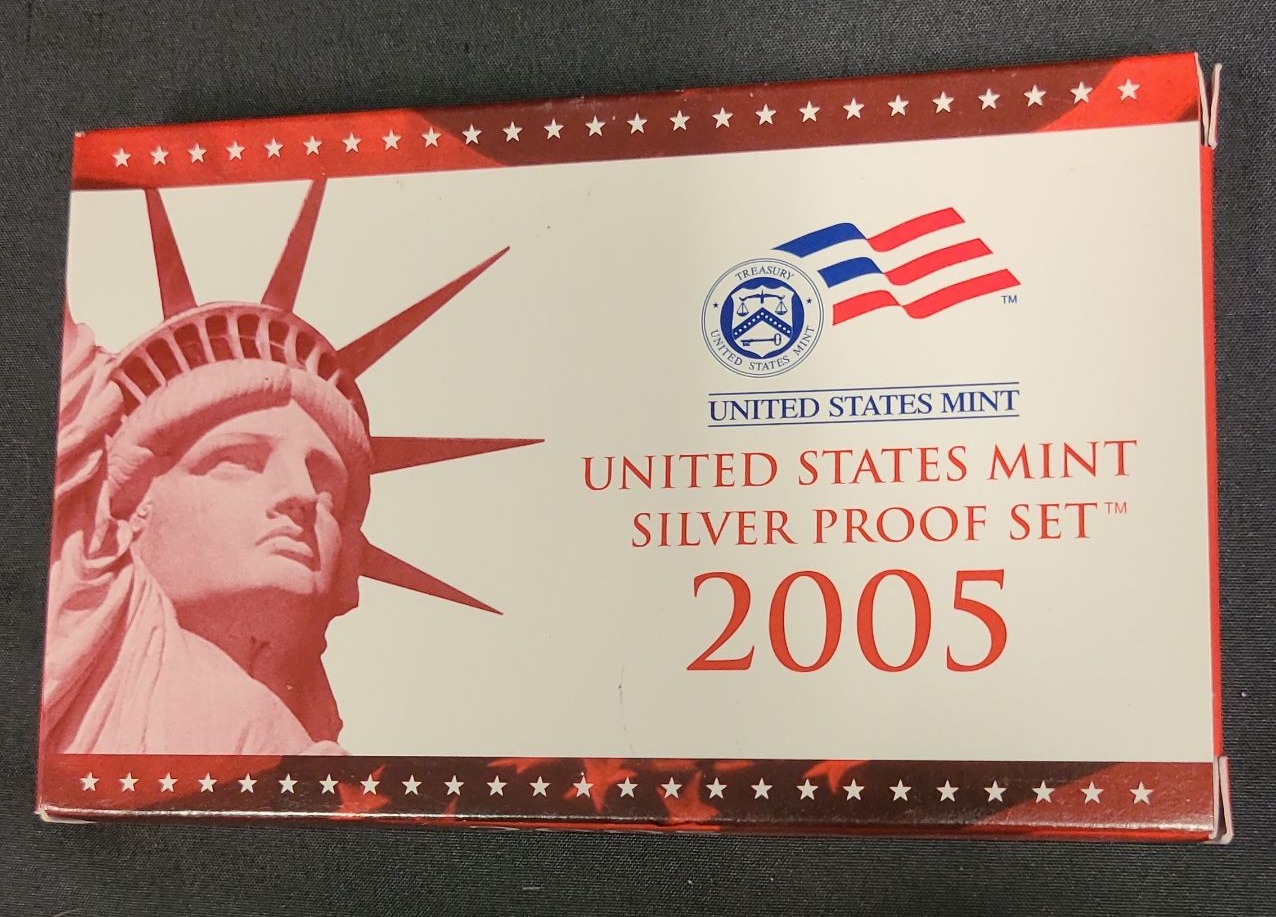 TREASURY
UNITED STATES MINT
TM
UNITED STATES MINT
UNITED STATES MINT
SILVER PROOF SET™
2005